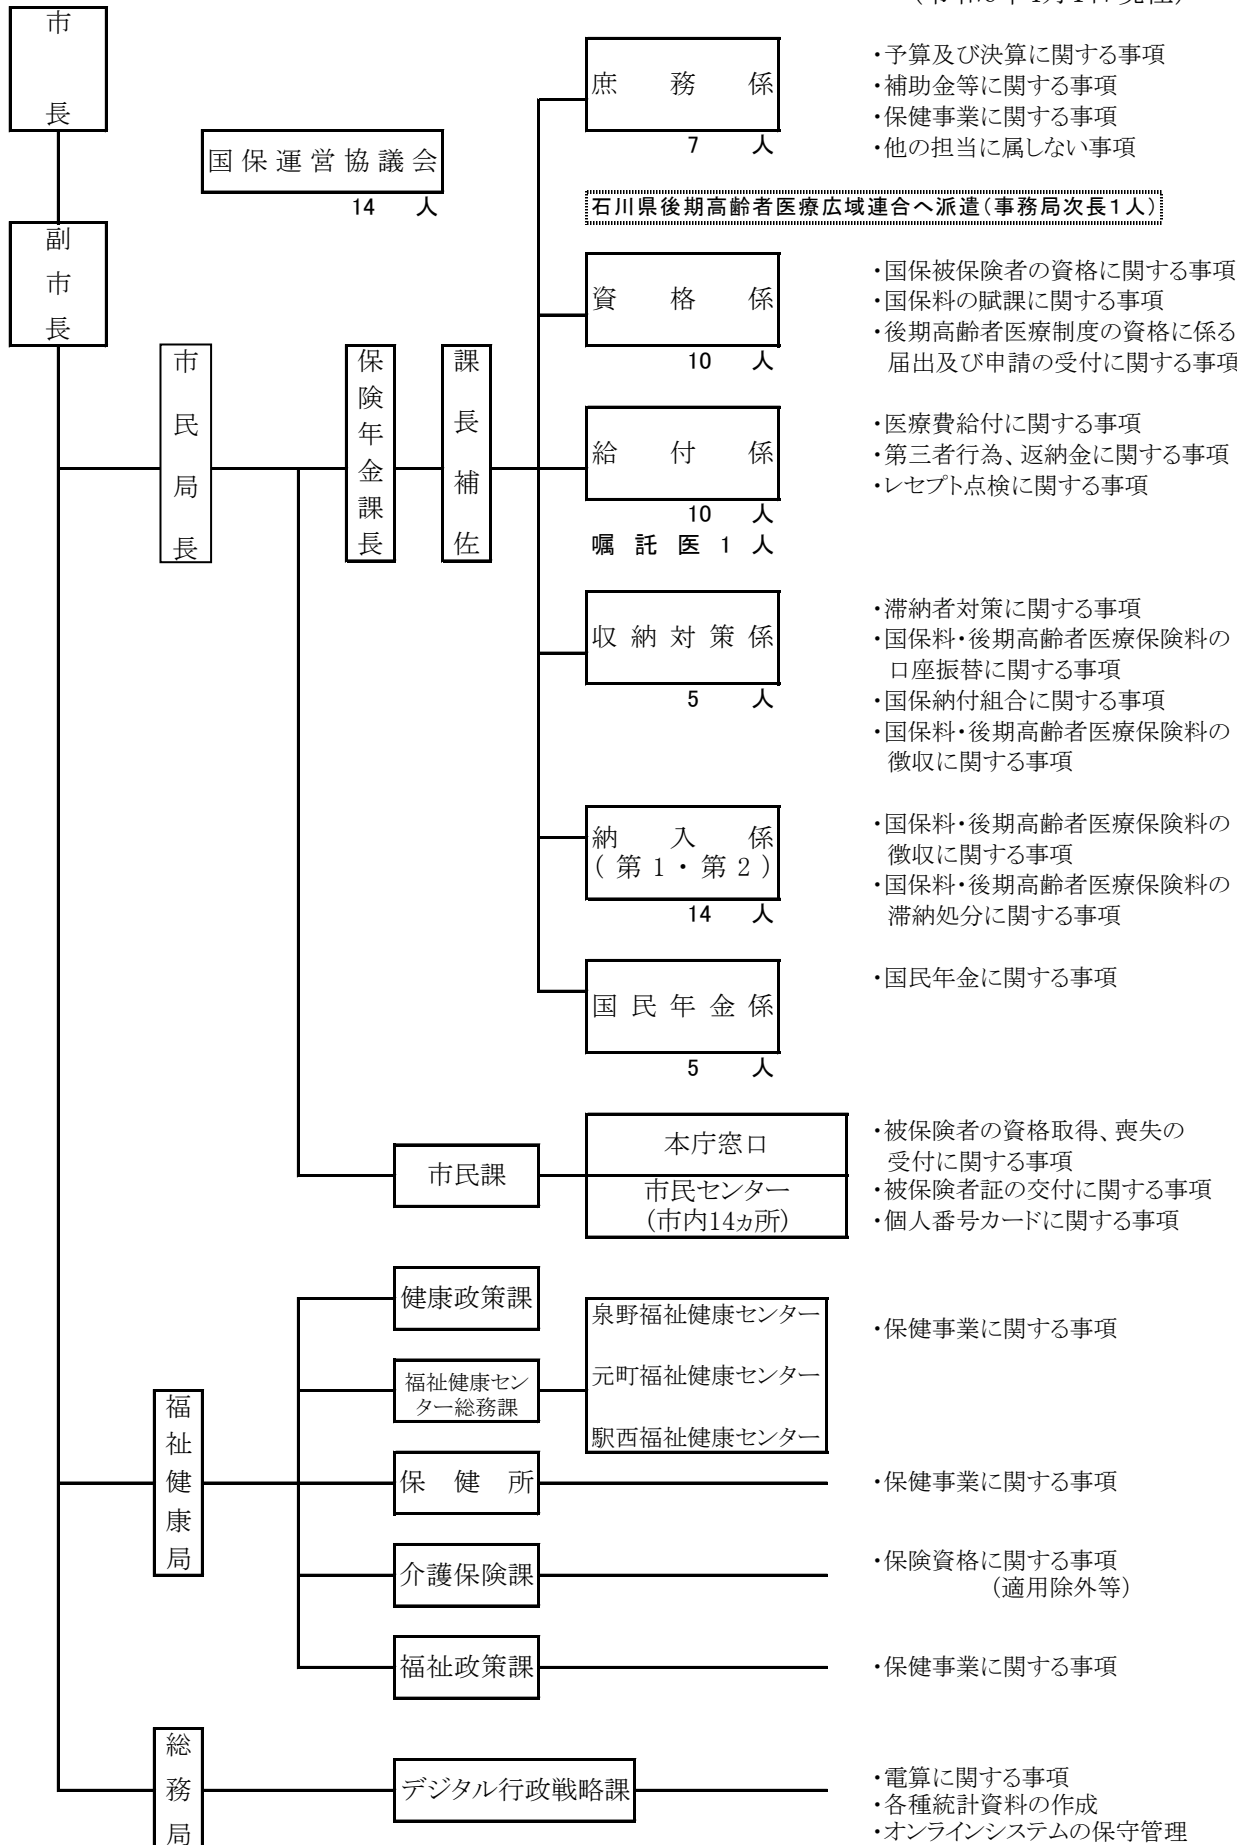 市長
副市長
国保運営協議会
14 人
市民局長
保険年金課長
課長補佐
庶務係
7 人
・予算及び決算に関する事項
・補助金等に関する事項
・保健事業に関する事項
・他の担当に属しない事項
石川県後期高齢者医療広域連合へ派遣(事務局次長1人)
資格係
10 人
・国保被保険者の資格に関する事項
・国保料の賦課に関する事項
・後期高齢者医療制度の資格に係る
届出及び申請の受付に関する事項
給付係
10 人
嘱託医1人
・医療費給付に関する事項
・第三者行為、返納金に関する事項
・レセプト点検に関する事項
収納対策係
5 人
・滞納者対策に関する事項
・国保料・後期高齢者医療保険料の
口座振替に関する事項
・国保納付組合に関する事項
・国保料・後期高齢者医療保険料の
徴収に関する事項
納入係
(第1・第2)
14 人
・国保料・後期高齢者医療保険料の
徴収に関する事項
・国保料・後期高齢者医療保険料の
滞納処分に関する事項
国民年金係
5 人
・国民年金に関する事項
市民課
本庁窓口
市民センター
(市内14ヵ所)
・被保険者の資格取得、喪失の
受付に関する事項
・被保険者証の交付に関する事項
・個人番号カードに関する事項
福祉健康局
健康政策課
福祉健康セン
ター総務課
泉野福祉健康センター
元町福祉健康センター
駅西福祉健康センター
・保健事業に関する事項
保健所
・保健事業に関する事項
介護保険課
・保険資格に関する事項
(適用除外等)
福祉政策課
・保健事業に関する事項
総務局
デジタル行政戦略課
・電算に関する事項
・各種統計資料の作成
・オンラインシステムの保守管理